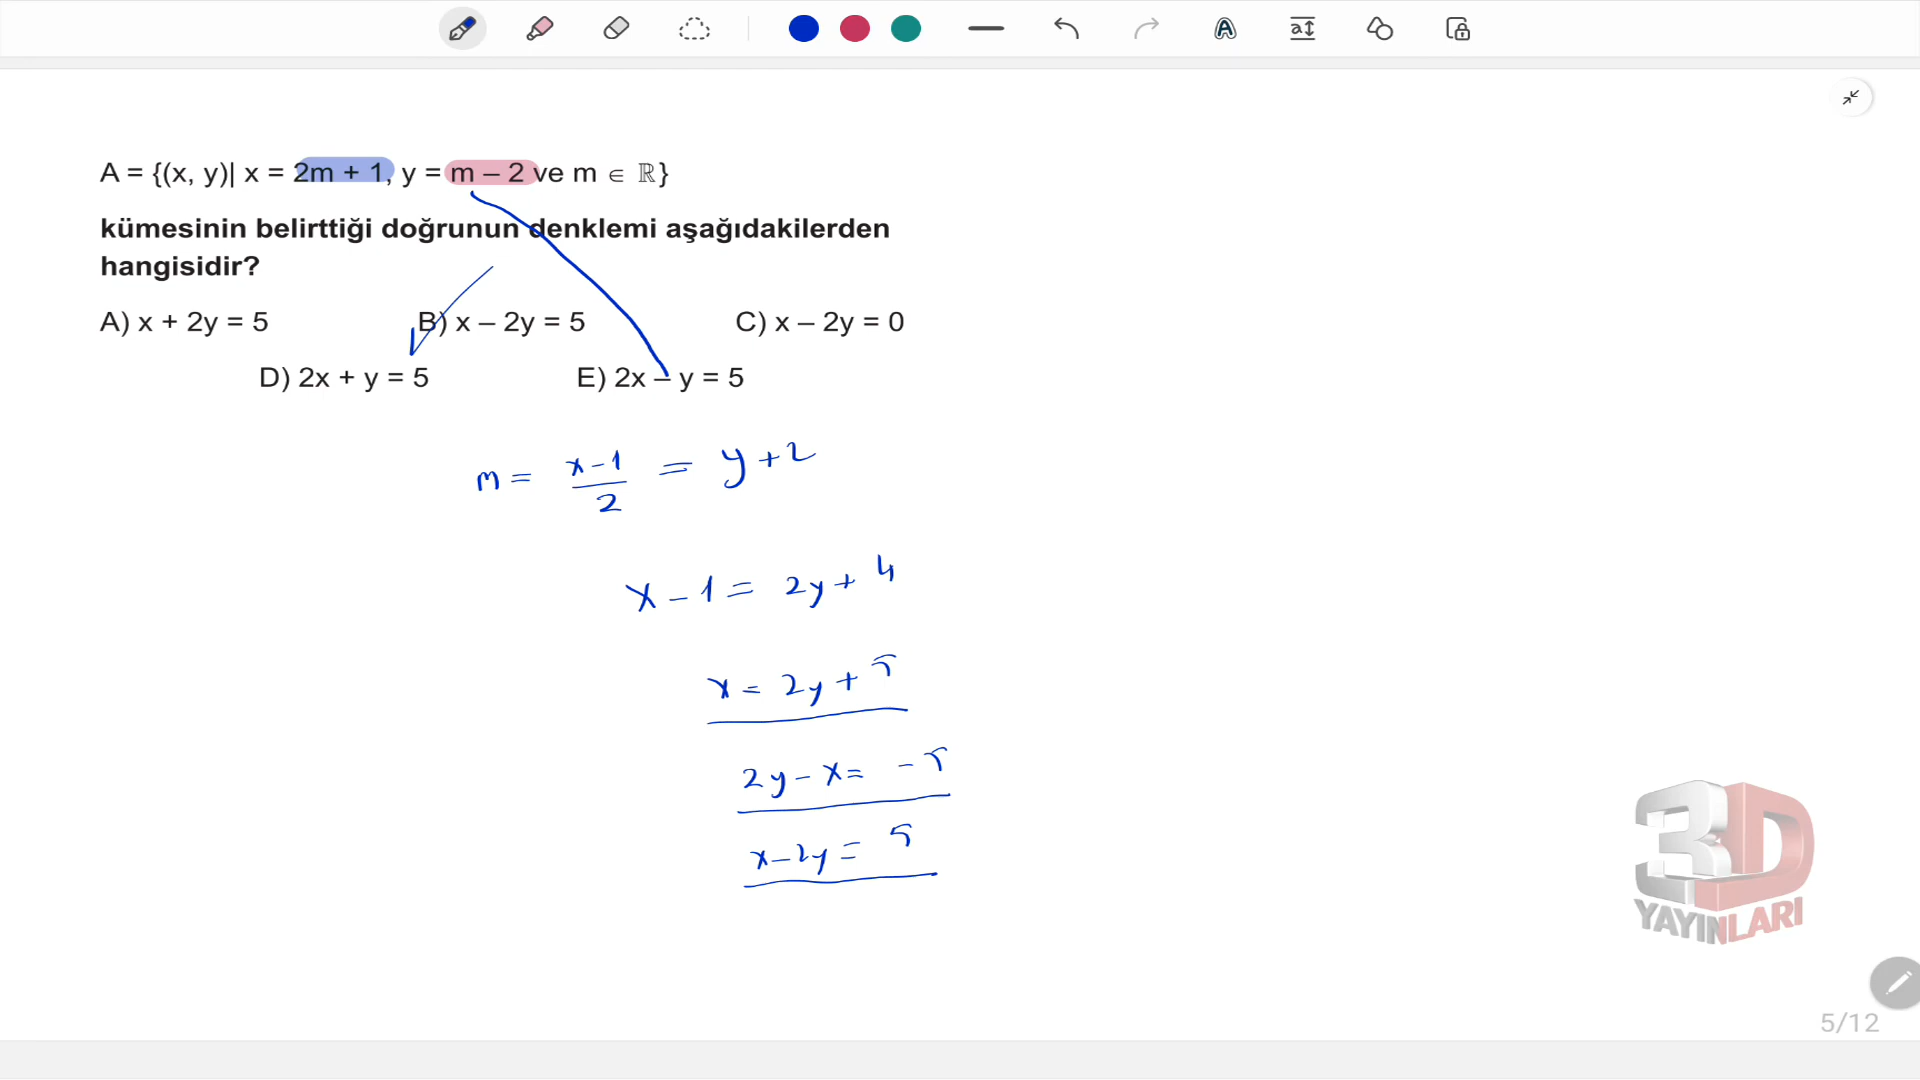 A = {(x, y)| x = 2m + 1, y = m – 2 ve m ∈ ℝ}
kümesinin belirttiği doğrunun denklemi aşağıdakilerden
hangisidir?
A) x + 2y = 5 B) x – 2y = 5 C) x – 2y = 0
D) 2x + y = 5 E) 2x – y = 5
m = x-1/2 = y+2
x - 1 = 2y + 4
x = 2y + 5
2y - x = - 5
x - 2y = 5
3D
YAYINLARI
5/12